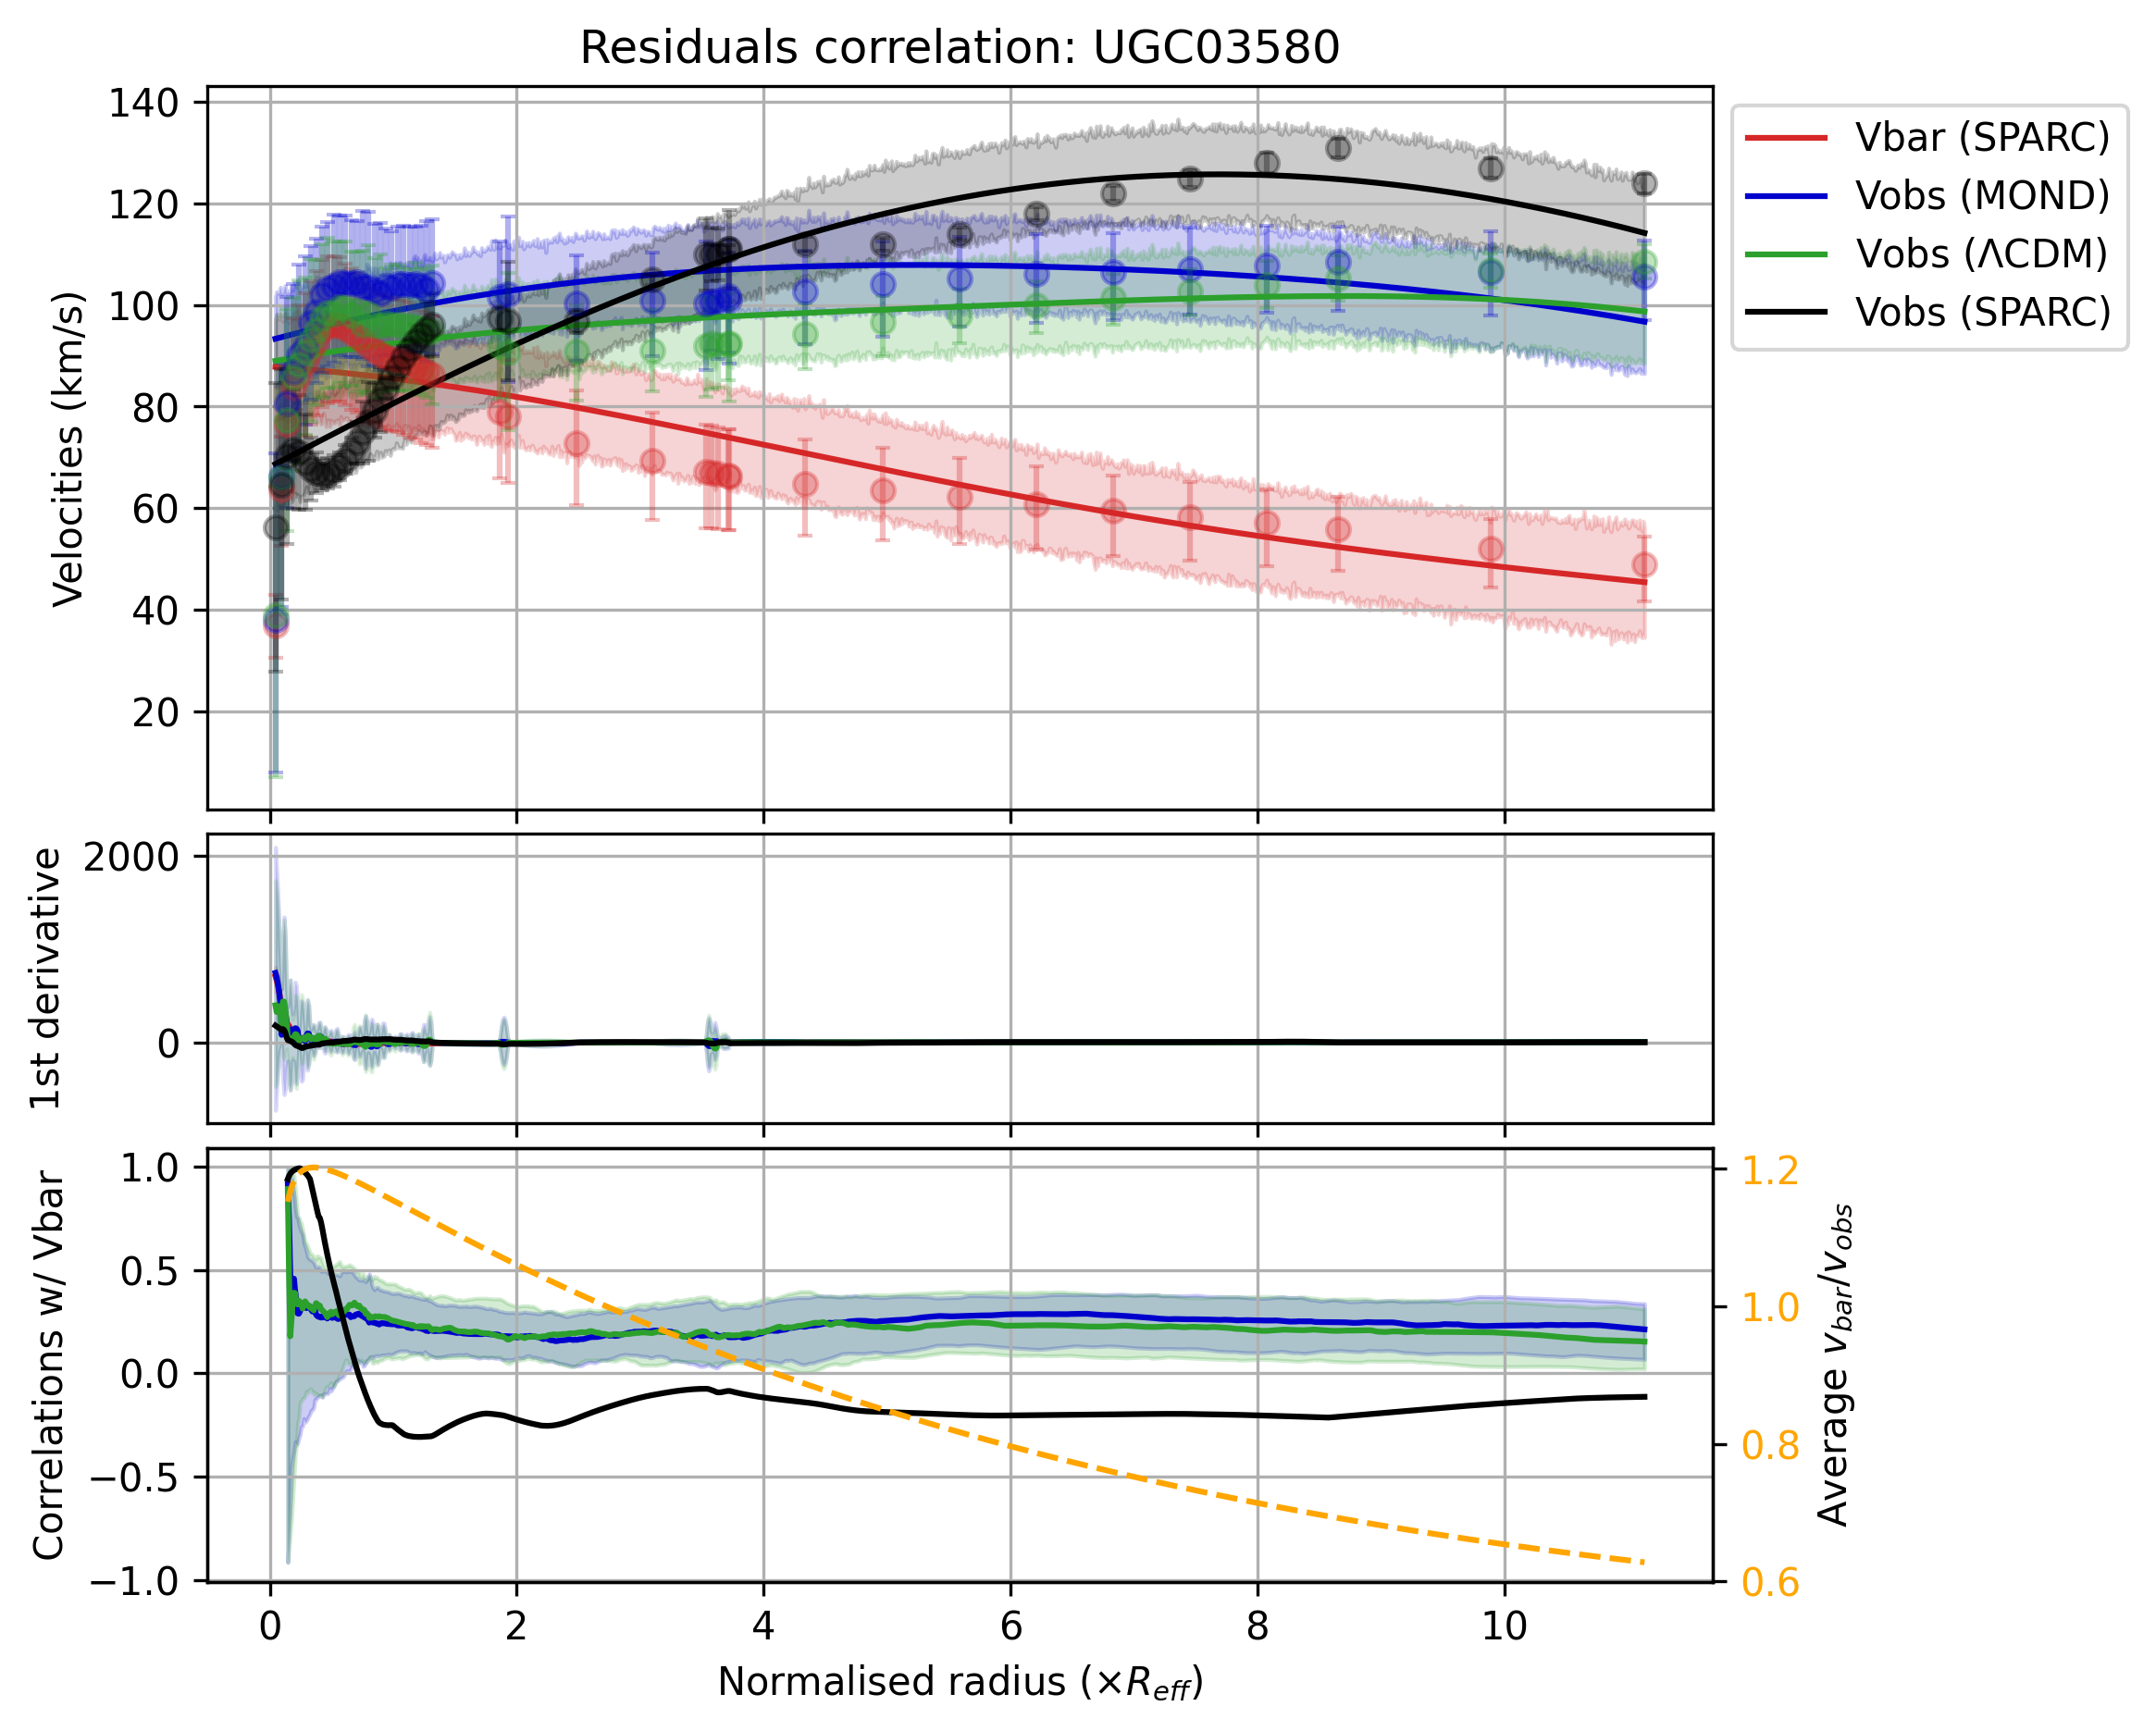 Residuals correlation: UGC03580
140
120
100
80
60
40
20
Velocities (km/s)
Vbar (SPARC)
Vobs (MOND)
Vobs (ΛCDM)
Vobs (SPARC)
2000
0
1st derivative
1.0
0.5
0.0
−0.5
−1.0
Correlations w/ Vbar
1.2
1.0
0.8
0.6
Average v_bar/v_obs
0 2 4 6 8 10
Normalised radius (×R_eff)